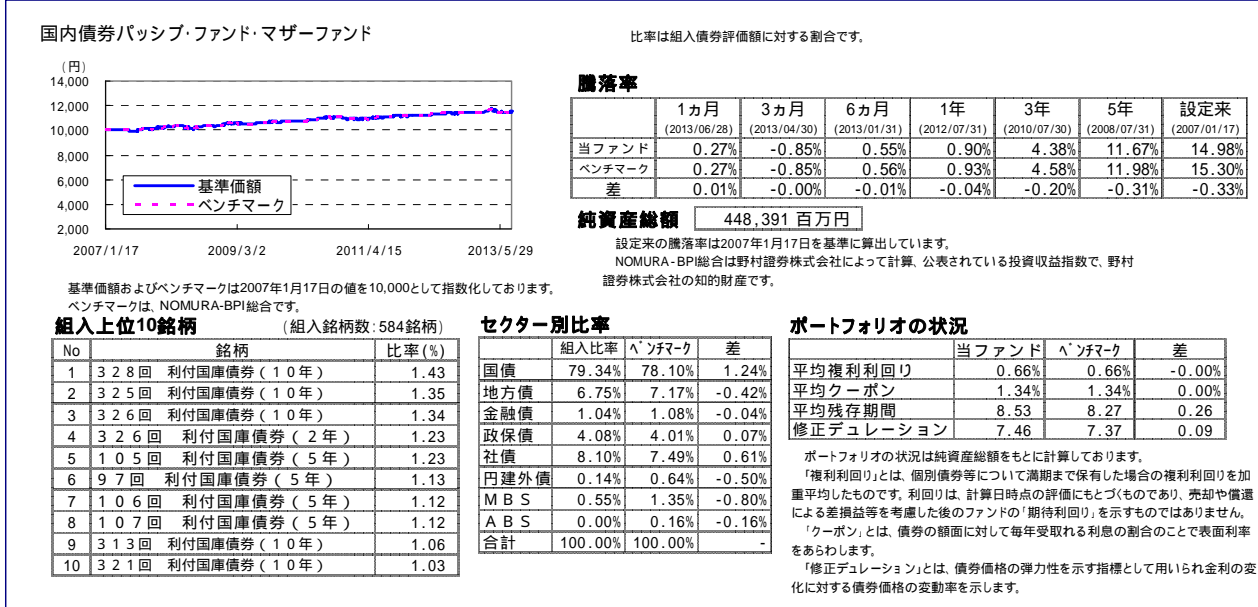 国内債券パッシブ・ファンド・マザーファンド
比率は組入債券評価額に対する割合です。
(円)
14,000
12,000
10,000
8,000
6,000
4,000
2,000
基準価額
ベンチマーク
2007/1/17 2009/3/2 2011/4/15 2013/5/29
基準価額およびベンチマークは2007年1月17日の値を10,000として指数化しております。
ベンチマークは、NOMURA-BPI総合です。
騰落率
1ヵ月 3ヵ月 6ヵ月 1年 3年 5年 設定来
(2013/06/28) (2013/04/30) (2013/01/31) (2012/07/31) (2010/07/30) (2008/07/31) (2007/01/17)
当ファンド 0.27% -0.85% 0.55% 0.90% 4.38% 11.67% 14.98%
ベンチマーク 0.27% -0.85% 0.56% 0.93% 4.58% 11.98% 15.30%
差 0.01% -0.00% -0.01% -0.04% -0.20% -0.31% -0.33%
純資産総額 448,391 百万円
設定来の騰落率は2007年1月17日を基準に算出しています。
NOMURA-BPI総合は野村證券株式会社によって計算、公表されている投資収益指数で、野村
證券株式会社の知的財産です。
組入上位10銘柄 (組入銘柄数:584銘柄)
No 銘柄 比率(%)
1 328回 利付国庫債券(10年) 1.43
2 325回 利付国庫債券(10年) 1.35
3 326回 利付国庫債券(10年) 1.34
4 326回 利付国庫債券(2年) 1.23
5 105回 利付国庫債券(5年) 1.23
6 97回 利付国庫債券(5年) 1.13
7 106回 利付国庫債券(5年) 1.12
8 107回 利付国庫債券(5年) 1.12
9 313回 利付国庫債券(10年) 1.06
10 321回 利付国庫債券(10年) 1.03
セクター別比率
組入比率 ベンチマーク 差
国債 79.34% 78.10% 1.24%
地方債 6.75% 7.17% -0.42%
金融債 1.04% 1.08% -0.04%
政保債 4.08% 4.01% 0.07%
社債 8.10% 7.49% 0.61%
円建外債 0.14% 0.64% -0.50%
MBS 0.55% 1.35% -0.80%
ABS 0.00% 0.16% -0.16%
合計 100.00% 100.00% -
ポートフォリオの状況
当ファンド ベンチマーク 差
平均複利利回り 0.66% 0.66% -0.00%
平均クーポン 1.34% 1.34% 0.00%
平均残存期間 8.53 8.27 0.26
修正デュレーション 7.46 7.37 0.09
ポートフォリオの状況は純資産総額をもとに計算しております。
「複利利回り」とは、個別債券等について満期まで保有した場合の複利利回りを加
重平均したものです。利回りは、計算日時点の評価にもとづくものであり、売却や償還
による差損益等を考慮した後のファンドの「期待利回り」を示すものではありません。
「クーポン」とは、債券の額面に対して毎年受取れる利息の割合のことで表面利率
をあらわします。
「修正デュレーション」とは、債券価格の弾力性を示す指標として用いられ金利の変
化に対する債券価格の変動率を示します。